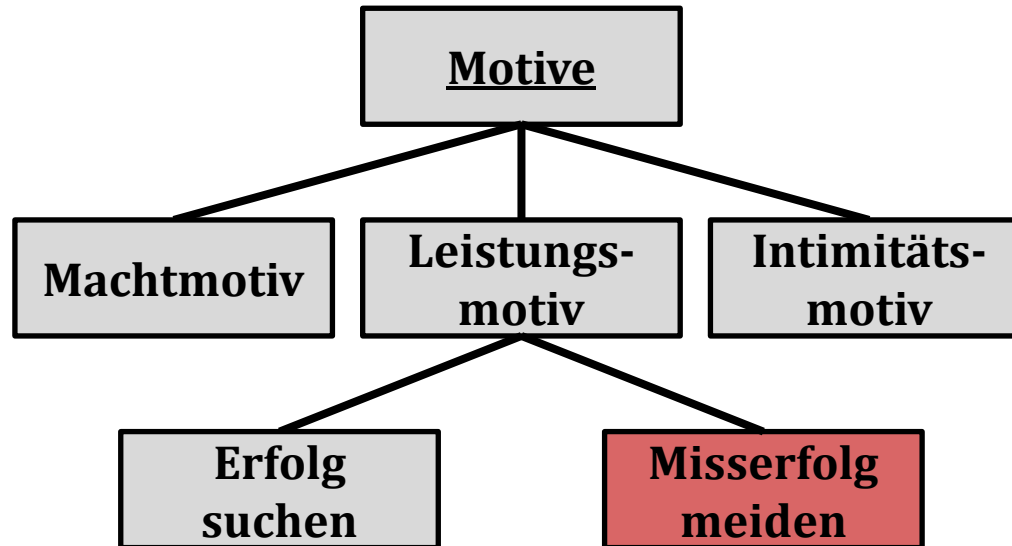 Motive
Machtmotiv
Leistungs-
motiv
Intimitäts-
motiv
Erfolg
suchen
Misserfolg
meiden